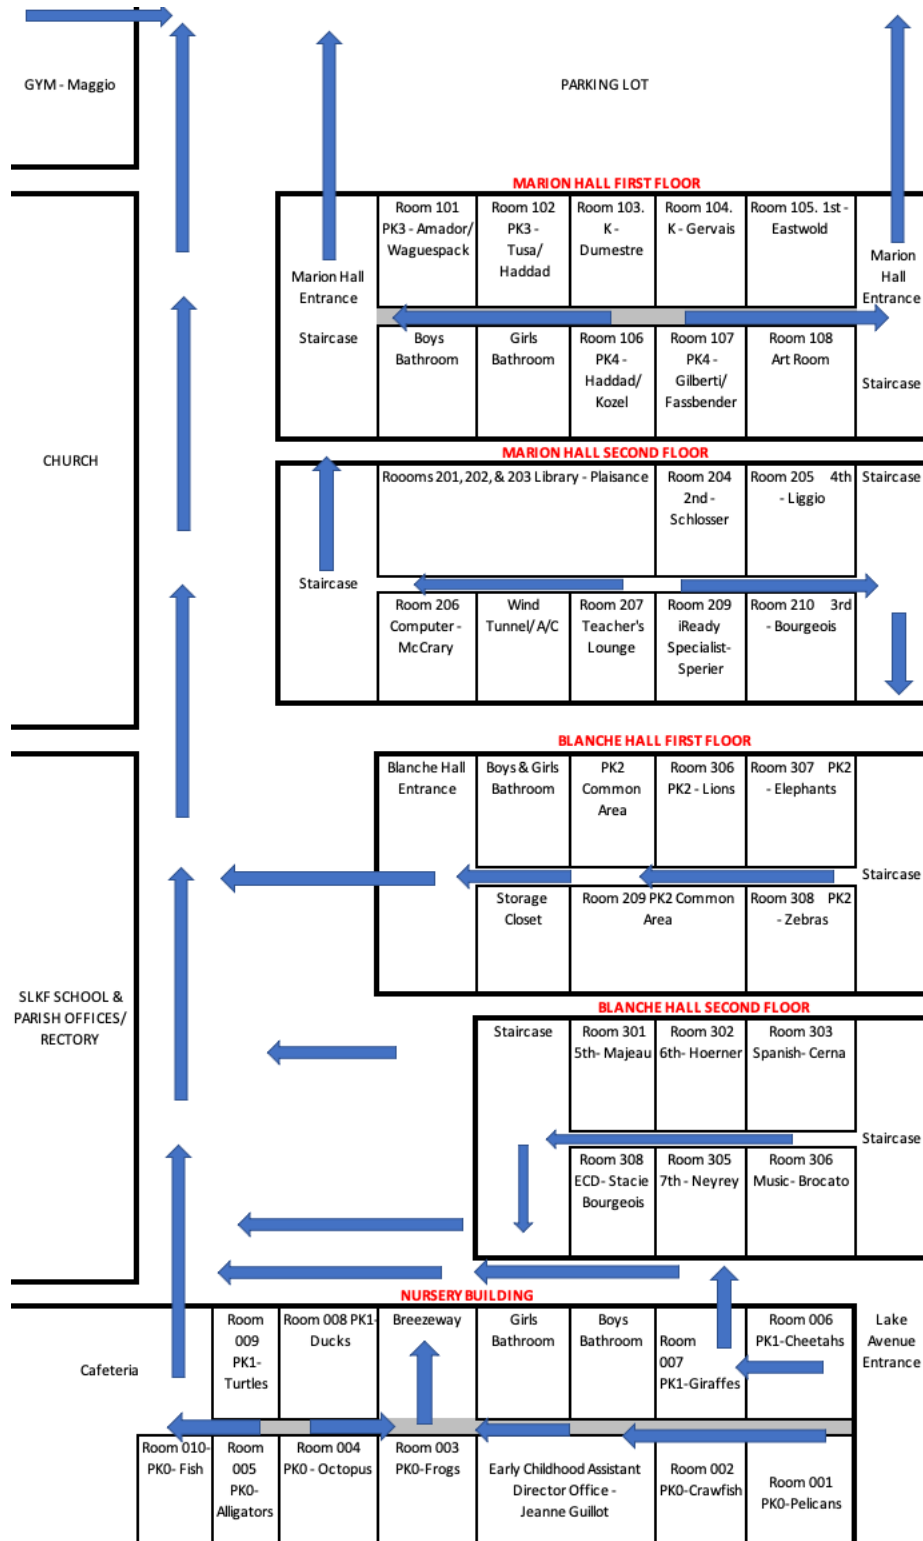 GYM - Maggio
PARKING LOT
MARION HALL FIRST FLOOR
Room 101
PK3 - Amador/
Waguespack
Room 102
PK3 -
Tusa/
Haddad
Room 103.
K -
Dumestre
Room 104.
K - Gervais
Room 105. 1st -
Eastwold
Marion Hall
Entrance
Marion
Hall
Entrance
Staircase
Boys
Bathroom
Girls
Bathroom
Room 106
PK4 -
Haddad/
Kozel
Room 107
PK4 -
Gilberti/
Fassbender
Room 108
Art Room
Staircase
CHURCH
MARION HALL SECOND FLOOR
Roooms 201, 202, & 203 Library - Plaisance
Room 204
2nd -
Schlosser
Room 205 4th
- Liggio
Staircase
Staircase
Room 206
Computer -
McCrary
Wind
Tunnel/ A/C
Room 207
Teacher's
Lounge
Room 209
iReady
Specialist-
Sperier
Room 210 3rd
- Bourgeois
BLANCHE HALL FIRST FLOOR
Blanche Hall
Entrance
Boys & Girls
Bathroom
PK2
Common
Area
Room 306
PK2 - Lions
Room 307 PK2
- Elephants
Staircase
Storage
Closet
Room 209 PK2 Common
Area
Room 308 PK2
- Zebras
SLKF SCHOOL &
PARISH OFFICES/
RECTORY
BLANCHE HALL SECOND FLOOR
Staircase
Room 301
5th- Majeau
Room 302
6th- Hoerner
Room 303
Spanish- Cerna
Staircase
Room 308
ECD- Stacie
Bourgeois
Room 305
7th - Neyrey
Room 306
Music- Brocato
NURSERY BUILDING
Cafeteria
Room
009
PK1-
Turtles
Room 008 PK1-
Ducks
Breezeway
Girls
Bathroom
Boys
Bathroom
Room
007
PK1-Giraffes
Room 006
PK1-Cheetahs
Lake
Avenue
Entrance
Room 010-
PK0- Fish
Room
005
PK0-
Alligators
Room 004
PK0 - Octopus
Room 003
PK0-Frogs
Early Childhood Assistant
Director Office -
Jeanne Guillot
Room 002
PK0-Crawfish
Room 001
PK0-Pelicans